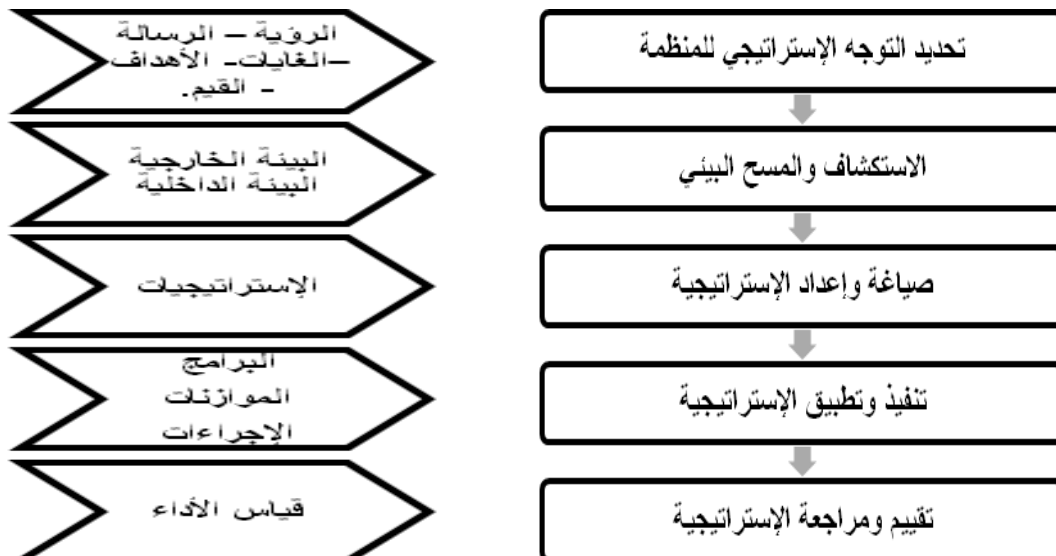 تحديد التوجه الإستراتيجي للمنظمة
الرؤية – الرسالة
–الغايات- الأهداف
- القيم.
الاستكشاف والمسح البيئي
البيئة الخارجية
البيئة الداخلية
صياغة وإعداد الإستراتيجية
الإستراتيجيات
تنفيذ وتطبيق الإستراتيجية
البرامج
الموازنات
الإجراءات
تقييم ومراجعة الإستراتيجية
قياس الأداء